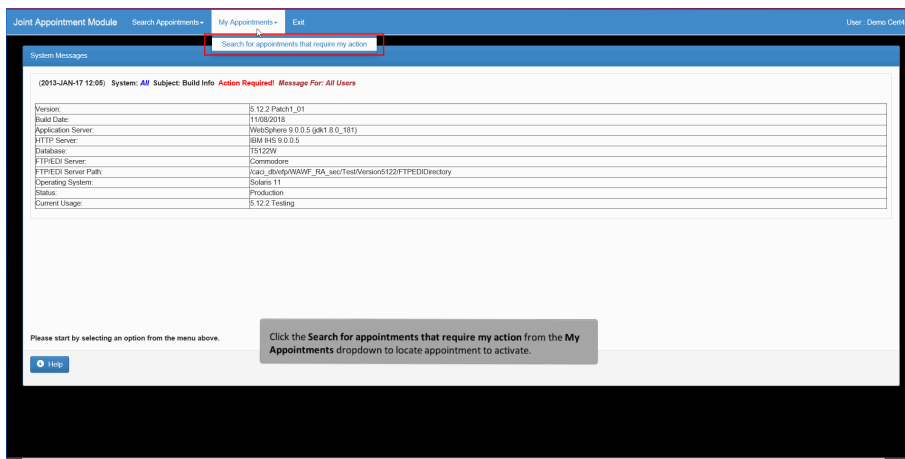 Joint Appointment Module Search Appointments My Appointments Exit User : Demo Cert4
Search for appointments that require my action
System Messages
(2013-JAN-17 12:05) System: All Subject: Build Info Action Required! Message For: All Users
Version: 5.12.2 Patch1_01
Build Date: 11/08/2018
Application Server: WebSphere 9.0.0.5 (jdk1.8.0_181)
HTTP Server: IBM IHS 9.0.0.5
Database: T5122W
FTP/EDI Server: Commodore
FTP/EDI Server Path: /caci_db/efp/WAWF_RA_sec/Test/Version5122/FTPEDIDirectory
Operating System: Solaris 11
Status: Production
Current Usage: 5.12.2 Testing
Please start by selecting an option from the menu above.
Click the Search for appointments that require my action from the My
Appointments dropdown to locate appointment to activate.
Help